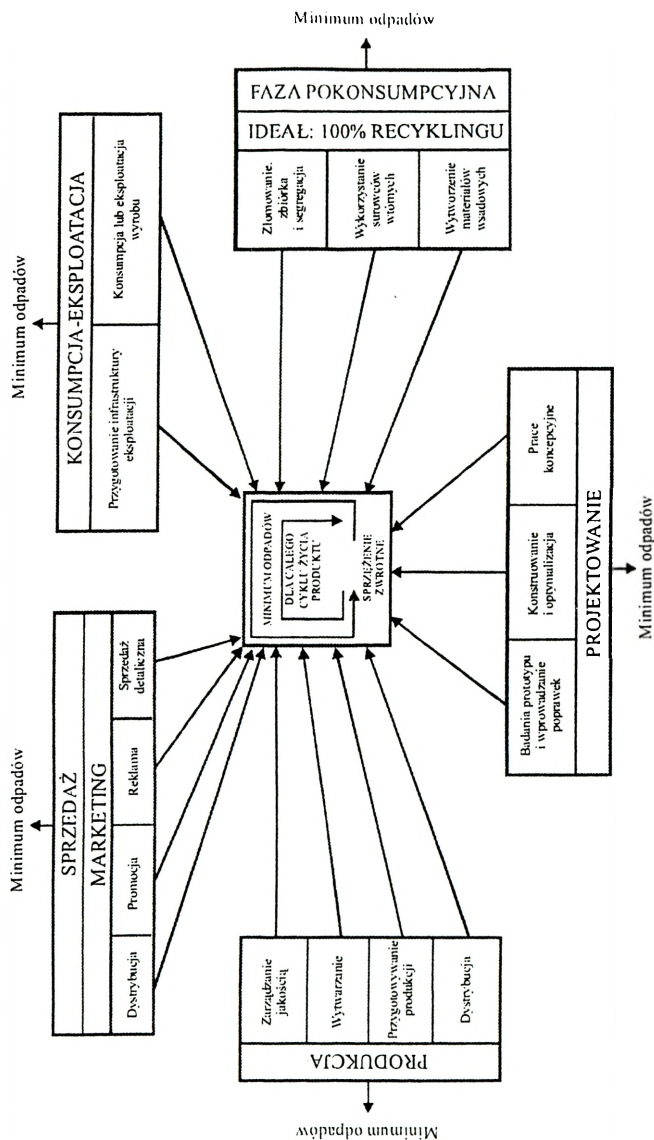 Minimum odpadów
SPRZEDAŻ
MARKETING
Dystrybucja
Promocja
Reklama
Sprzedaż
detaliczna
Minimum odpadów
KONSUMPCJA-EKSPLOATACJA
Przygotowanie infrastruktury
eksploatacji
Konsumpcja lub eksploatacja
wyrobu
Minimum odpadów
PRODUKCJA
Zarządzanie
jakością
Wytwarzanie
Przygotowywanie
produkcji
Dystrybucja
MINIMUM ODPADÓW
DLA CAŁEGO
CYKLU ŻYCIA
PRODUKTU
SPRZĘŻENIE
ZWROTNE
Złomowanie,
zbiórka
i segregacja
Wykorzystanie
surowców
wtórnych
Wytworzenie
materiałów
wsadowych
IDEAŁ: 100% RECYKLINGU
FAZA POKONSUMPCYJNA
Minimum odpadów
Badania prototypu
i wprowadzanie
poprawek
Konstruowanie
i optymalizacja
Prace
koncepcyjne
PROJEKTOWANIE
Minimum odpadów